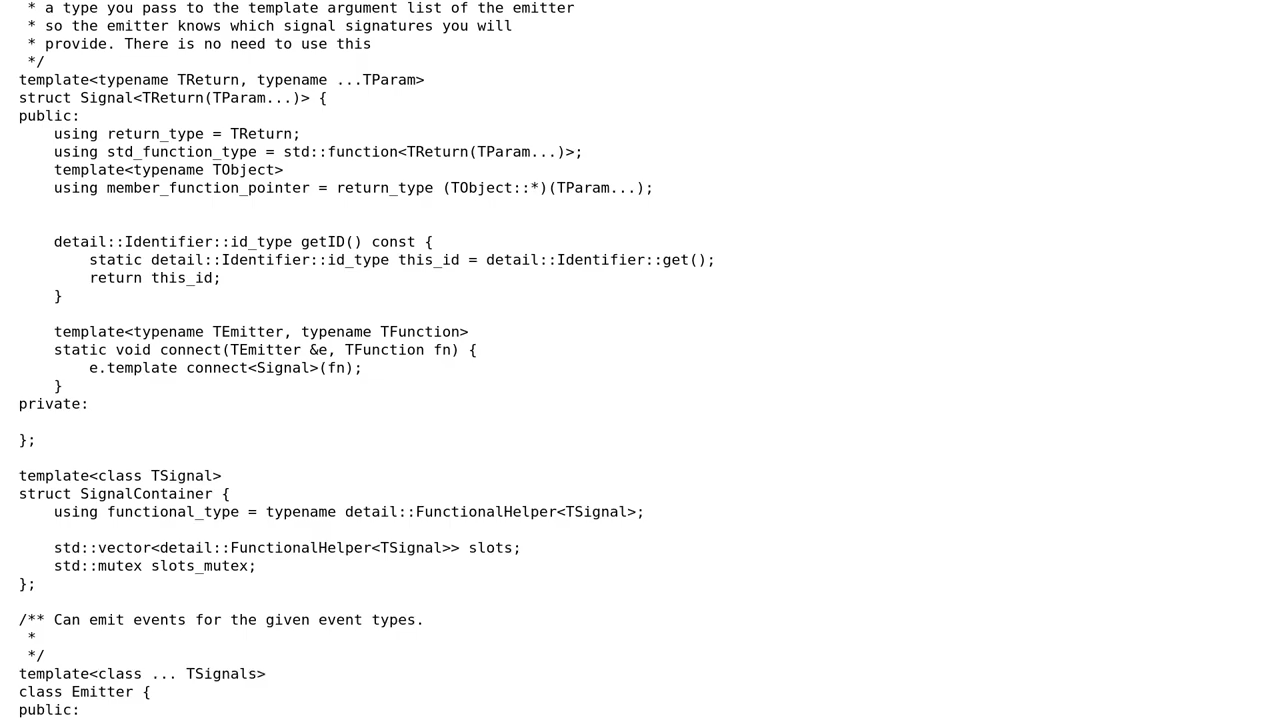 * a type you pass to the template argument list of the emitter
 * so the emitter knows which signal signatures you will
 * provide. There is no need to use this
 */
template<typename TReturn, typename ...TParam>
struct Signal<TReturn(TParam...)> {
public:
    using return_type = TReturn;
    using std_function_type = std::function<TReturn(TParam...)>;
    template<typename TObject>
    using member_function_pointer = return_type (TObject::*)(TParam...);


    detail::Identifier::id_type getID() const {
        static detail::Identifier::id_type this_id = detail::Identifier::get();
        return this_id;
    }

    template<typename TEmitter, typename TFunction>
    static void connect(TEmitter &e, TFunction fn) {
        e.template connect<Signal>(fn);
    }
private:

};

template<class TSignal>
struct SignalContainer {
    using functional_type = typename detail::FunctionalHelper<TSignal>;

    std::vector<detail::FunctionalHelper<TSignal>> slots;
    std::mutex slots_mutex;
};

/** Can emit events for the given event types.
 *
 */
template<class ... TSignals>
class Emitter {
public: